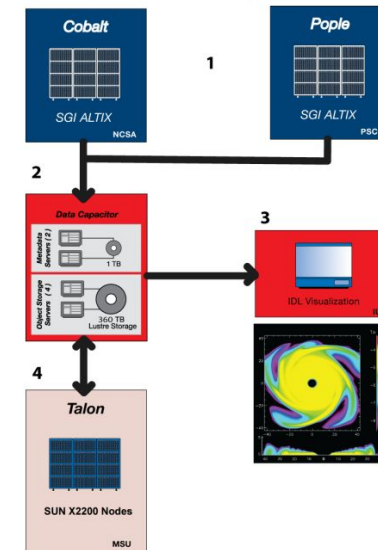 Cobalt
SGI ALTIX
NCSA
1
Pople
SGI ALTIX
PSC
2
Data Capacitor
Metadata
Servers (2)
1 TB
Object Storage
Servers (4)
360 TB
Lustre Storage
3
IDL Visualization
4
Talon
SUN X2200 Nodes
MSU